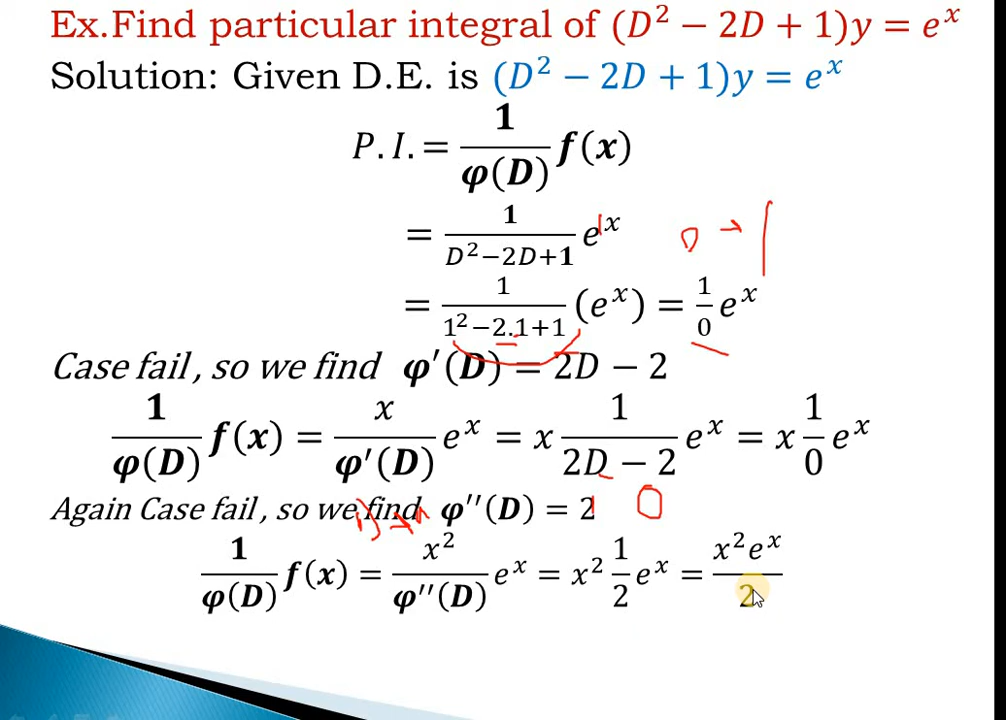 Ex.Find particular integral of (D² − 2D + 1)y = eˣ
Solution: Given D.E. is (D² − 2D + 1)y = eˣ
P.I. = 1/φ(D) f(x)
= 1/(D²−2D+1) eˣ
= 1/(1²−2.1+1) (eˣ) = 1/0 eˣ
Case fail, so we find φ′(D) = 2D − 2
1/φ(D) f(x) = x/φ′(D) eˣ = x 1/(2D − 2) eˣ = x 1/0 eˣ
Again Case fail, so we find φ′′(D) = 2
1/φ(D) f(x) = x²/φ′′(D) eˣ = x² 1/2 eˣ = x²eˣ/2